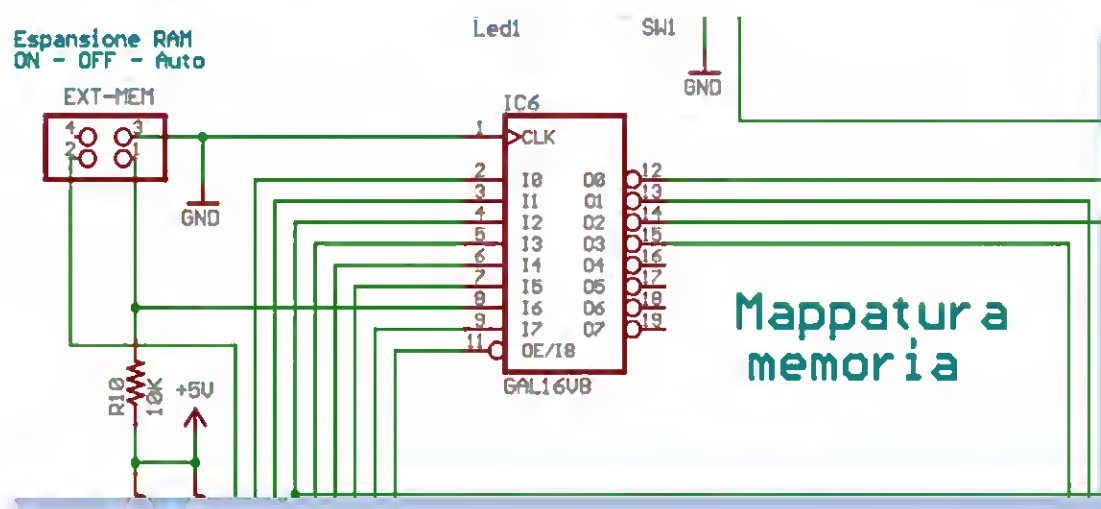 Led1
SW1
Espansione RAM
ON - OFF - Auto
GND
EXT-MEM
IC6
4
3
2
1
1
CLK
2
I0
O0
12
3
I1
O1
13
GND
4
I2
O2
14
5
I3
O3
15
6
I4
O4
16
7
I5
O5
17
8
I6
O6
18
9
I7
O7
19
11
OE/I8
Mappatura
memoria
GAL16V8
R10
10K
+5V